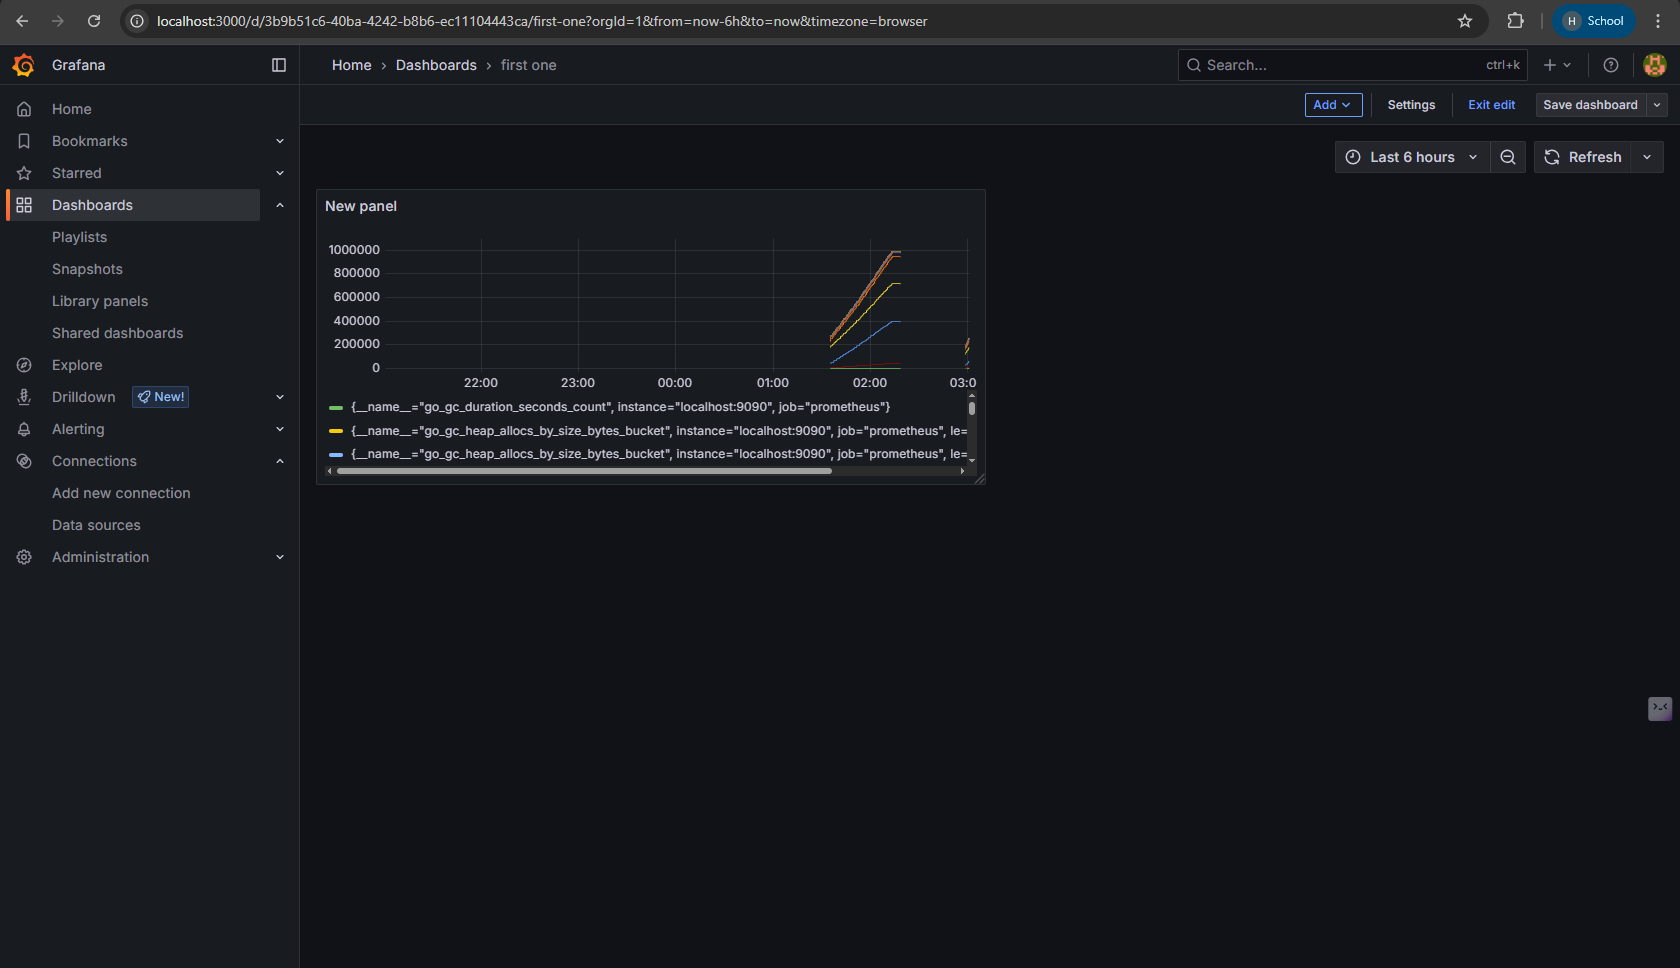 localhost:3000/d/3b9b51c6-40ba-4242-b8b6-ec11104443ca/first-one?orgId=1&from=now-6h&to=now&timezone=browser
H School
Grafana
Home › Dashboards › first one
Search... ctrl+k
Home
Bookmarks
Starred
Dashboards
Playlists
Snapshots
Library panels
Shared dashboards
Explore
Drilldown New!
Alerting
Connections
Add new connection
Data sources
Administration
Add Settings Exit edit Save dashboard
Last 6 hours Refresh
New panel
1000000
800000
600000
400000
200000
0
22:00 23:00 00:00 01:00 02:00 03:0
{__name__="go_gc_duration_seconds_count", instance="localhost:9090", job="prometheus"}
{__name__="go_gc_heap_allocs_by_size_bytes_bucket", instance="localhost:9090", job="prometheus", le=
{__name__="go_gc_heap_allocs_by_size_bytes_bucket", instance="localhost:9090", job="prometheus", le=